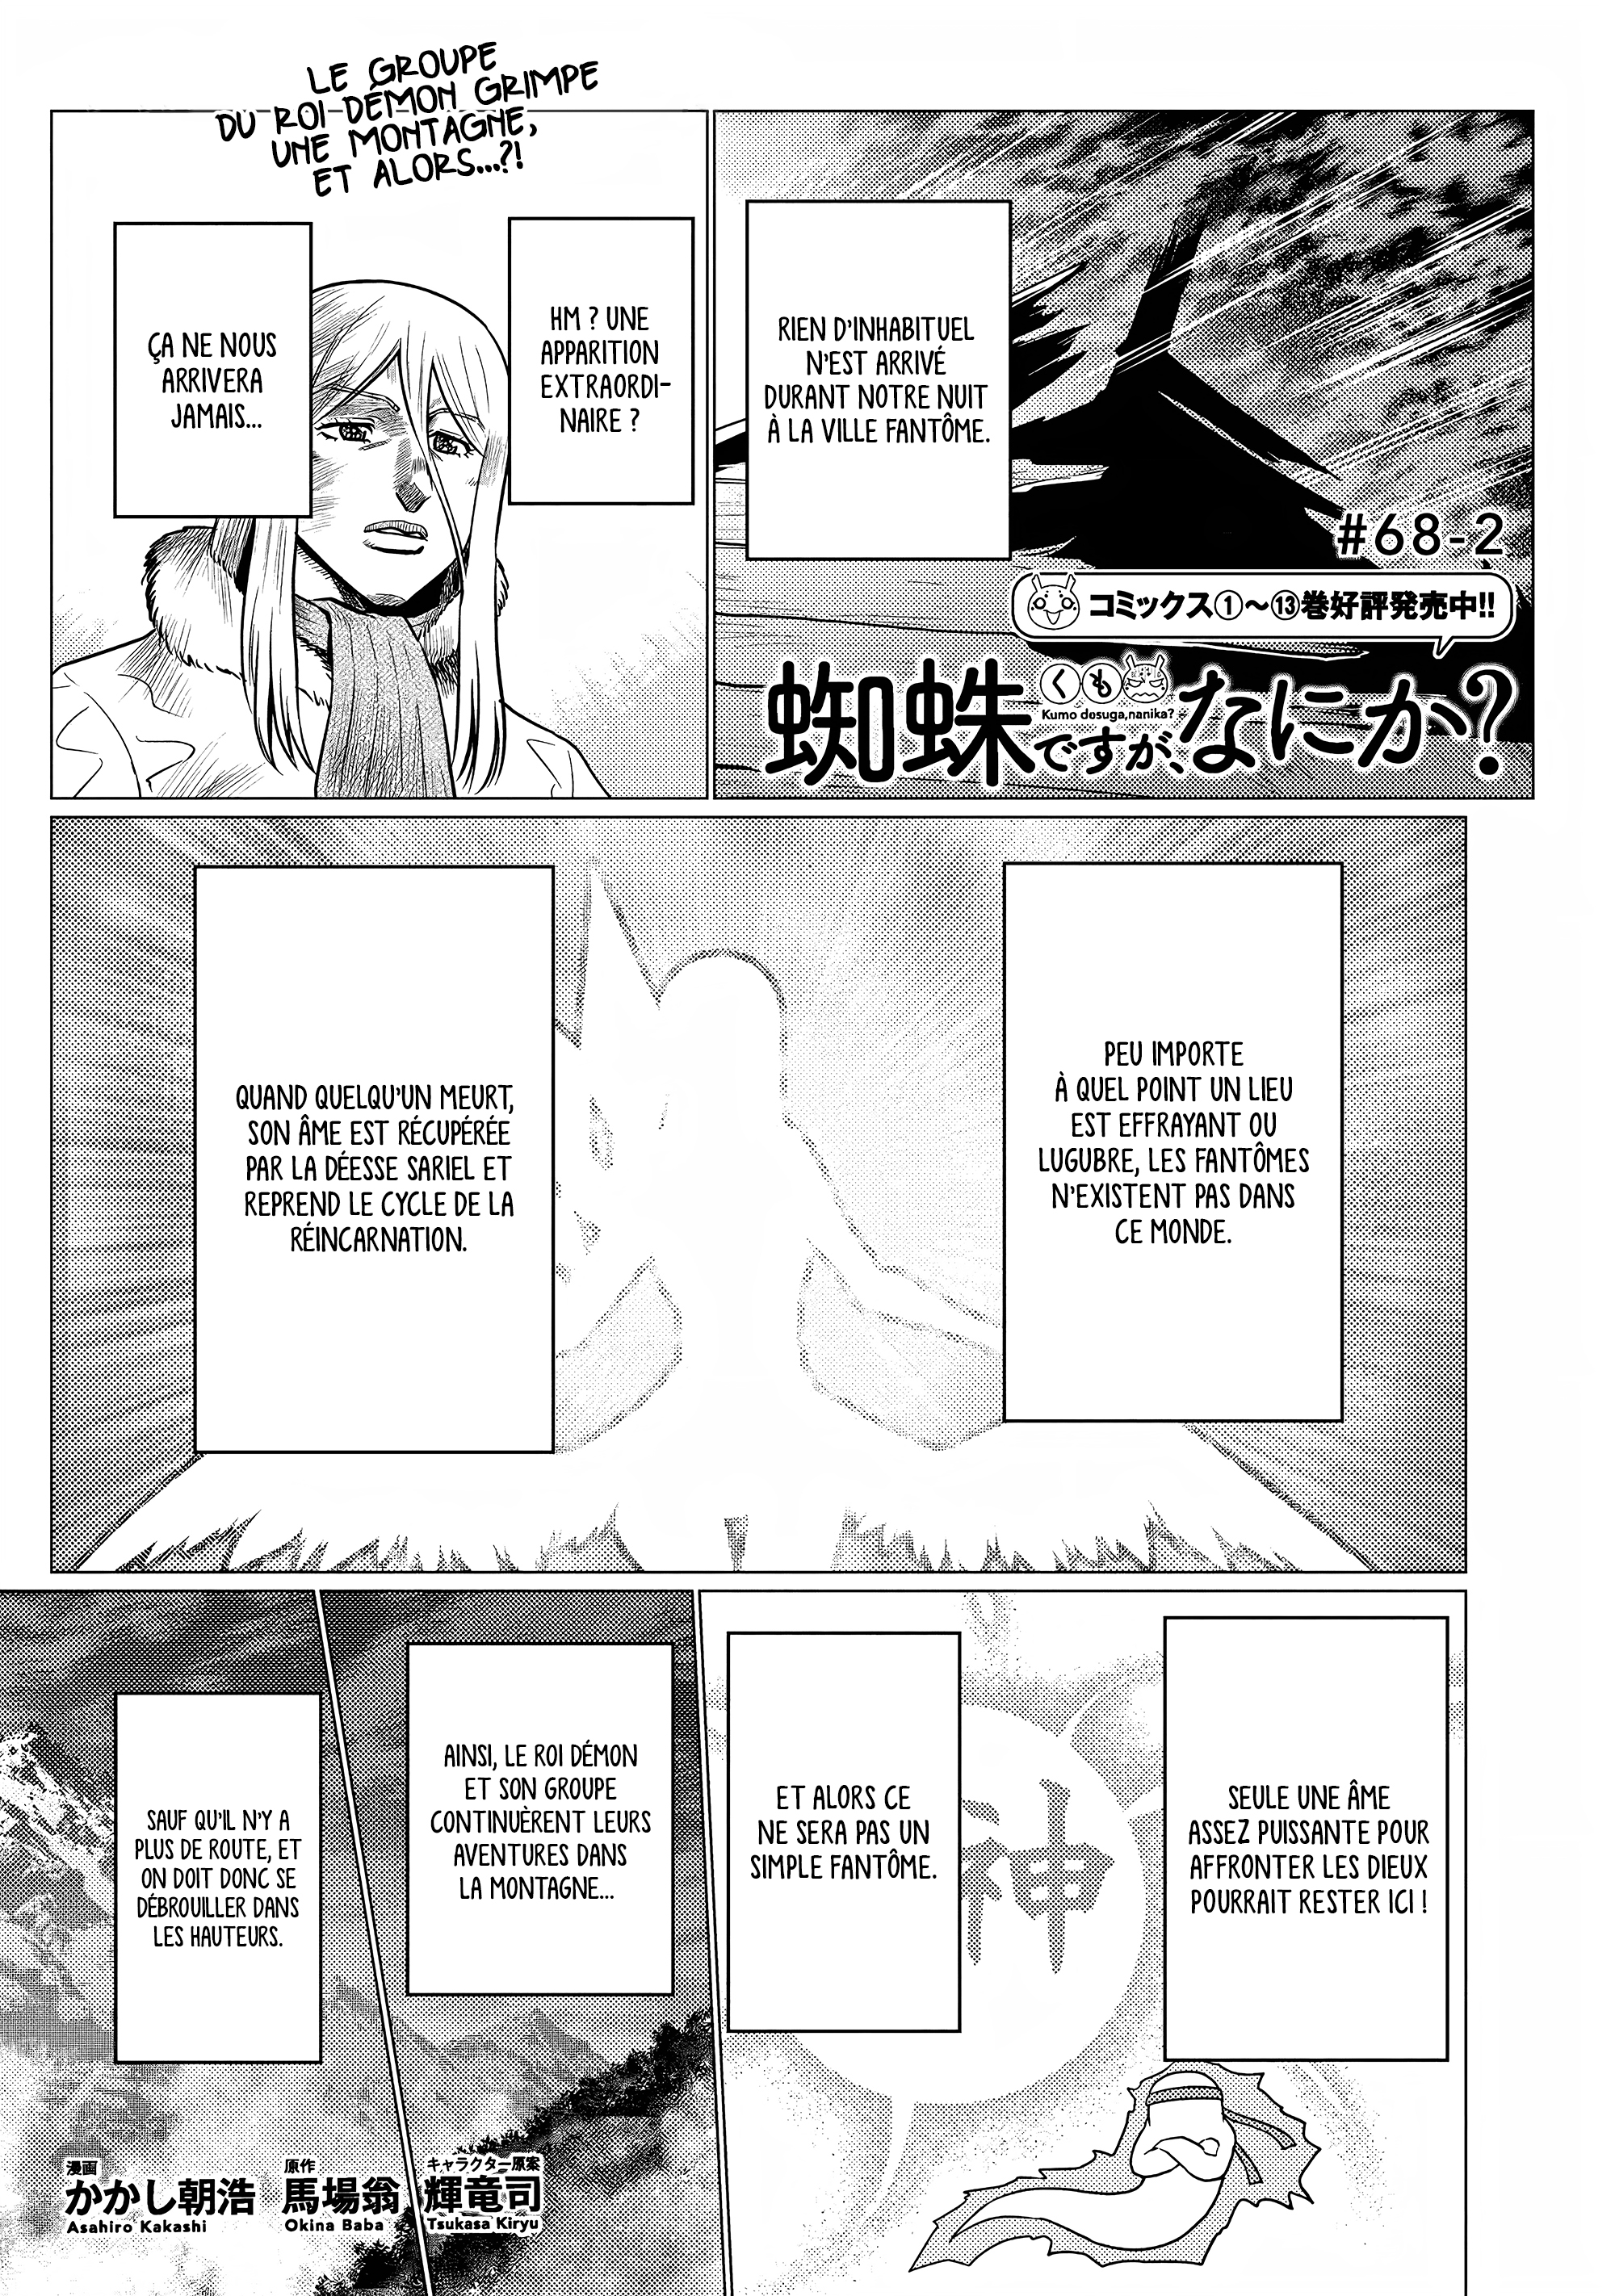 LE GROUPE
DU ROI DÉMON GRIMPE
UNE MONTAGNE,
ET ALORS...?!
RIEN D'INHABITUEL
N'EST ARRIVÉ
DURANT NOTRE NUIT
À LA VILLE FANTÔME.
#68-2
コミックス①～⑬巻好評発売中!!
蜘蛛ですが、なにか?
くも
Kumo desuga,nanika?
HM ? UNE
APPARITION
EXTRAORDI-
NAIRE ?
ÇA NE NOUS
ARRIVERA
JAMAIS...
PEU IMPORTE
À QUEL POINT UN LIEU
EST EFFRAYANT OU
LUGUBRE, LES FANTÔMES
N'EXISTENT PAS DANS
CE MONDE.
QUAND QUELQU'UN MEURT,
SON ÂME EST RÉCUPÉRÉE
PAR LA DÉESSE SARIEL ET
REPREND LE CYCLE DE LA
RÉINCARNATION.
SEULE UNE ÂME
ASSEZ PUISSANTE POUR
AFFRONTER LES DIEUX
POURRAIT RESTER ICI !
神
ET ALORS CE
NE SERA PAS UN
SIMPLE FANTÔME.
AINSI, LE ROI DÉMON
ET SON GROUPE
CONTINUÈRENT LEURS
AVENTURES DANS
LA MONTAGNE...
SAUF QU'IL N'Y A
PLUS DE ROUTE, ET
ON DOIT DONC SE
DÉBROUILLER DANS
LES HAUTEURS.
漫画
かかし朝浩
Asahiro Kakashi
原作
馬場翁
Okina Baba
キャラクター原案
輝竜司
Tsukasa Kiryu